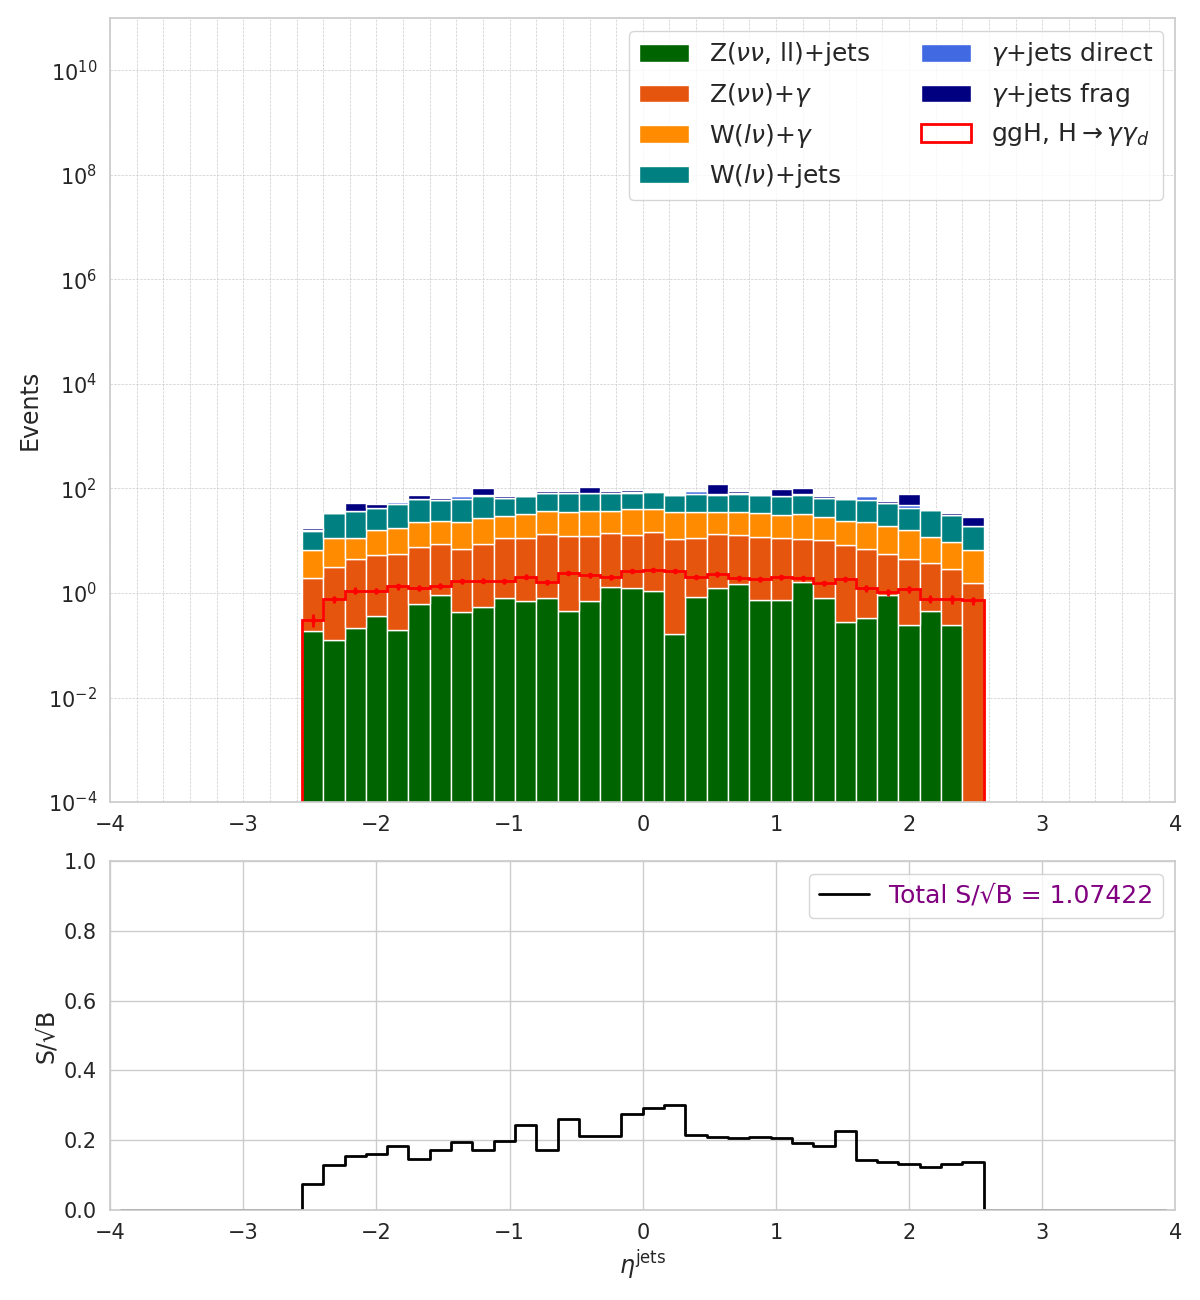 Z(νν, ll)+jets
Z(νν)+γ
W(lν)+γ
W(lν)+jets
γ+jets direct
γ+jets frag
ggH, H→γγ_d
Events
10^10
10^8
10^6
10^4
10^2
10^0
10^−2
10^−4
−4 −3 −2 −1 0 1 2 3 4
Total S/√B = 1.07422
S/√B
1.0
0.8
0.6
0.4
0.2
0.0
−4 −3 −2 −1 0 1 2 3 4
η^jets